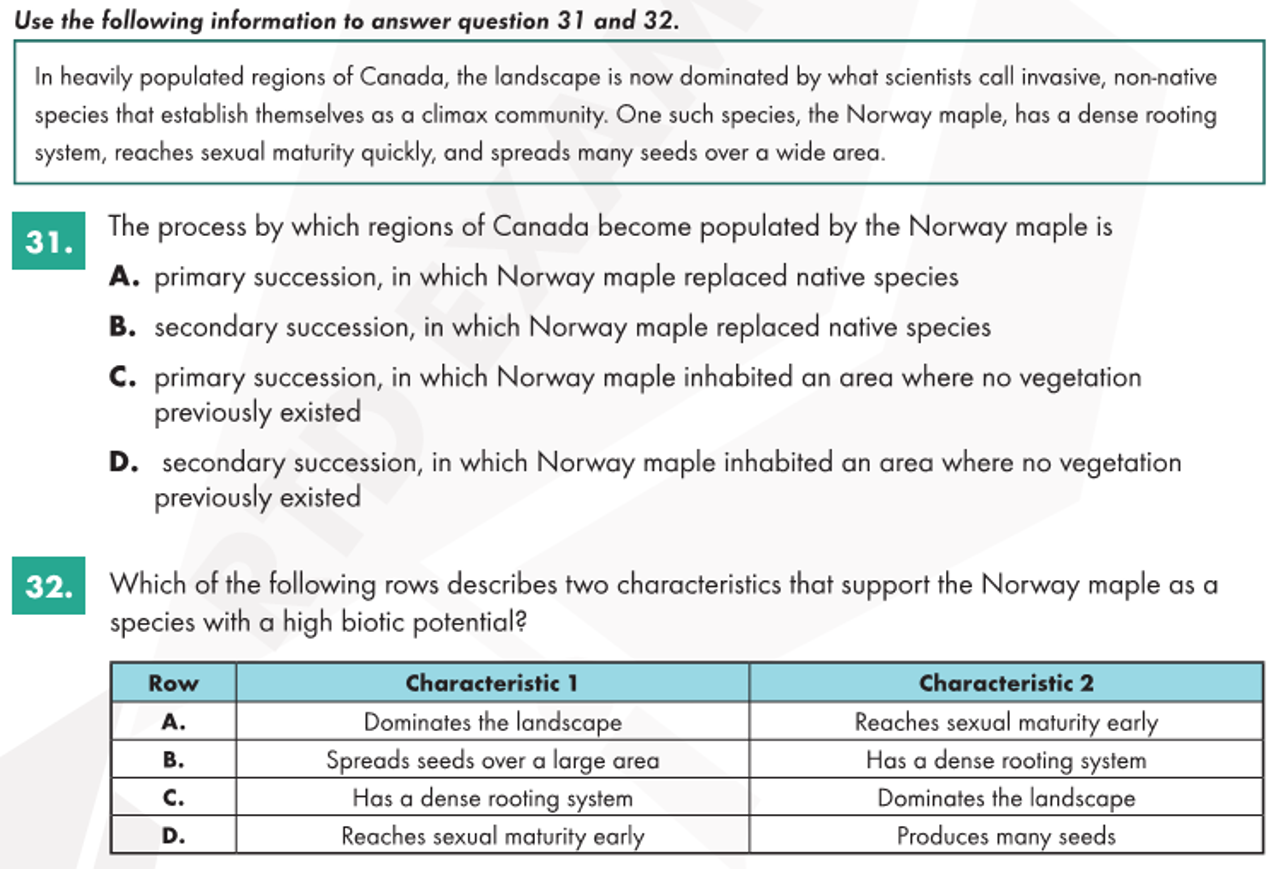 Use the following information to answer question 31 and 32.
In heavily populated regions of Canada, the landscape is now dominated by what scientists call invasive, non-native
species that establish themselves as a climax community. One such species, the Norway maple, has a dense rooting
system, reaches sexual maturity quickly, and spreads many seeds over a wide area.
31. The process by which regions of Canada become populated by the Norway maple is
A. primary succession, in which Norway maple replaced native species
B. secondary succession, in which Norway maple replaced native species
C. primary succession, in which Norway maple inhabited an area where no vegetation
previously existed
D. secondary succession, in which Norway maple inhabited an area where no vegetation
previously existed
32. Which of the following rows describes two characteristics that support the Norway maple as a
species with a high biotic potential?
Row Characteristic 1 Characteristic 2
A. Dominates the landscape Reaches sexual maturity early
B. Spreads seeds over a large area Has a dense rooting system
C. Has a dense rooting system Dominates the landscape
D. Reaches sexual maturity early Produces many seeds
RTD EXAM